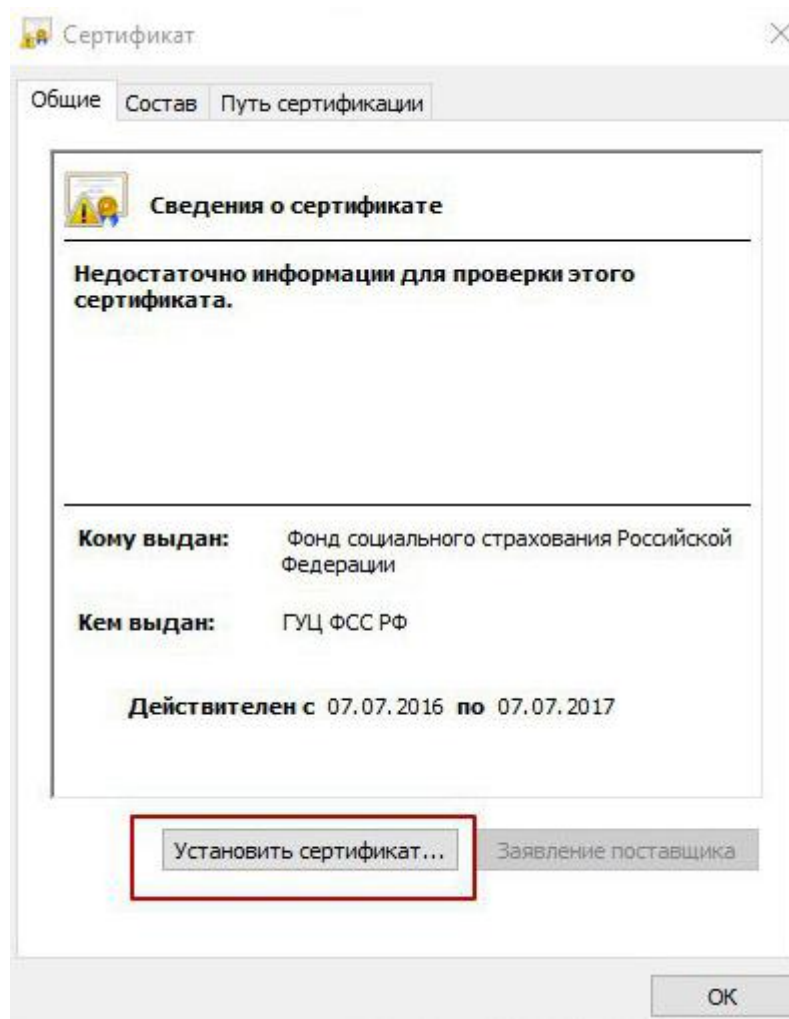 Сертификат
Общие Состав Путь сертификации
Сведения о сертификате
Недостаточно информации для проверки этого
сертификата.
Кому выдан: Фонд социального страхования Российской
Федерации
Кем выдан: ГУЦ ФСС РФ
Действителен с 07.07.2016 по 07.07.2017
Установить сертификат... Заявление поставщика
ОК